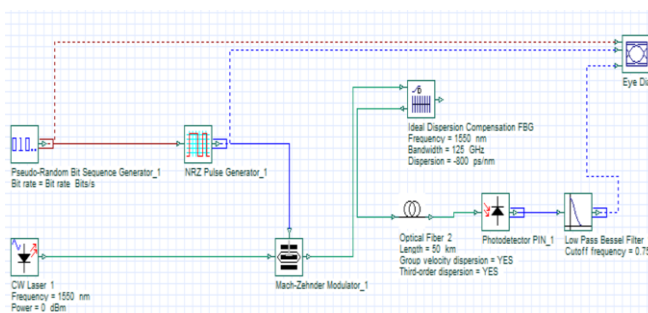 Eye Di
010..
Pseudo-Random Bit Sequence Generator_1
Bit rate = Bit rate Bits/s
NRZ Pulse Generator_1
Ideal Dispersion Compensation FBG
Frequency = 1550 nm
Bandwidth = 125 GHz
Dispersion = -800 ps/nm
Optical Fiber 2
Length = 50 km
Group velocity dispersion = YES
Third-order dispersion = YES
Photodetector PIN_1
Low Pass Bessel Filter
Cutoff frequency = 0.75
CW Laser 1
Frequency = 1550 nm
Power = 0 dBm
Mach-Zehnder Modulator_1